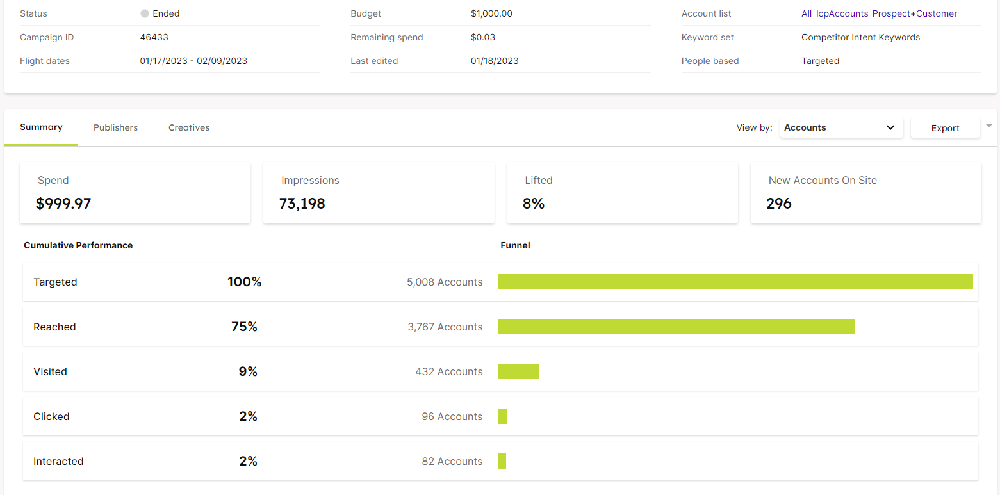 Status Ended Budget $1,000.00 Account list All_IcpAccounts_Prospect+Customer
Campaign ID 46433 Remaining spend $0.03 Keyword set Competitor Intent Keywords
Flight dates 01/17/2023 - 02/09/2023 Last edited 01/18/2023 People based Targeted
Summary Publishers Creatives View by: Accounts Export
Spend Impressions Lifted New Accounts On Site
$999.97 73,198 8% 296
Cumulative Performance Funnel
Targeted 100% 5,008 Accounts
Reached 75% 3,767 Accounts
Visited 9% 432 Accounts
Clicked 2% 96 Accounts
Interacted 2% 82 Accounts